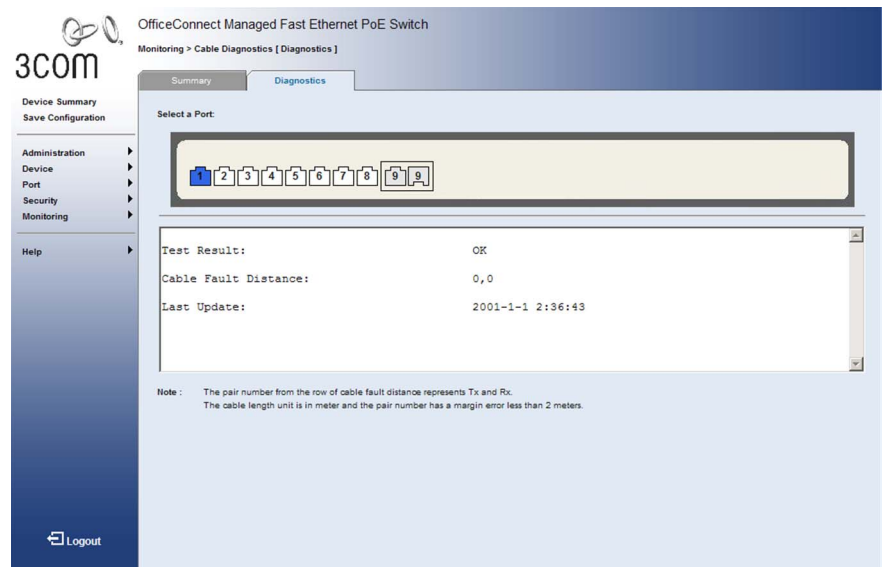 3COM
OfficeConnect Managed Fast Ethernet PoE Switch
Monitoring > Cable Diagnostics [ Diagnostics ]
Summary Diagnostics
Device Summary
Save Configuration
Administration
Device
Port
Security
Monitoring
Help
Logout
Select a Port:
1 2 3 4 5 6 7 8 9 9
Test Result: OK
Cable Fault Distance: 0,0
Last Update: 2001-1-1 2:36:43
Note : The pair number from the row of cable fault distance represents Tx and Rx.
The cable length unit is in meter and the pair number has a margin error less than 2 meters.